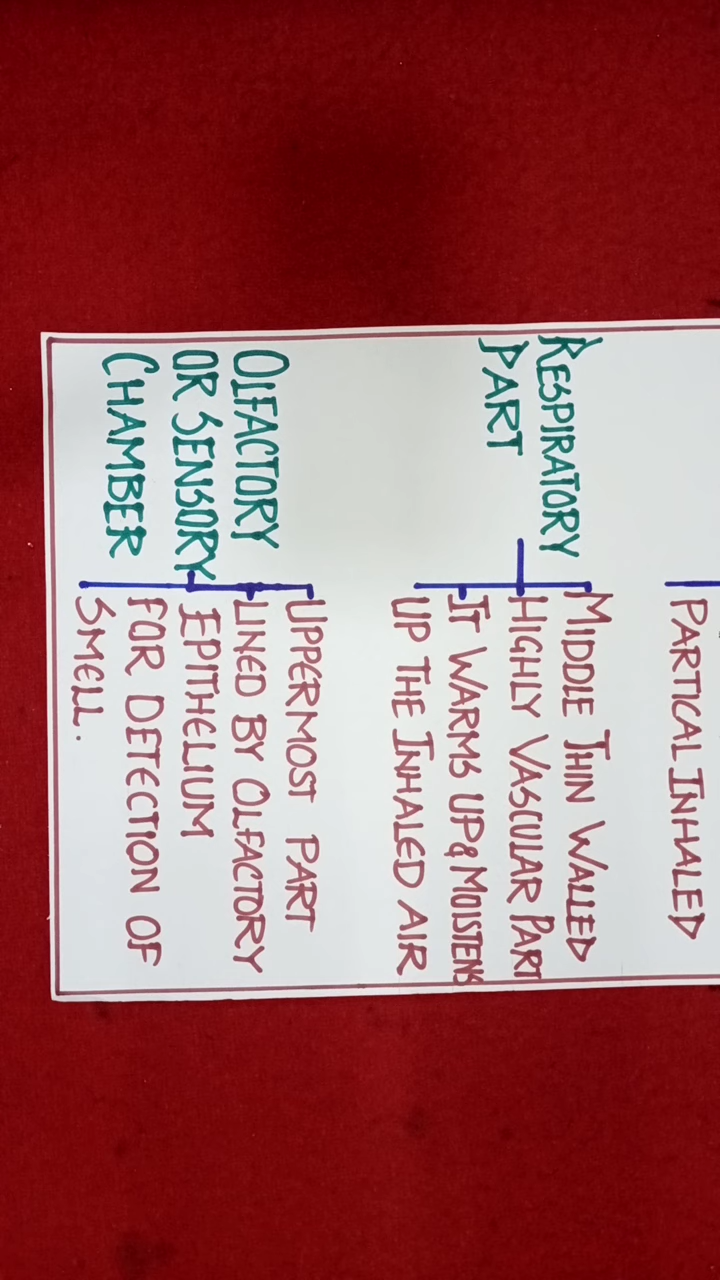 PARTICAL INHALED
RESPIRATORY
PART
MIDDLE THIN WALLED
HIGHLY VASCULAR PART
IT WARMS UP & MOISTENS
UP THE INHALED AIR
OLFACTORY
OR SENSORY
CHAMBER
UPPERMOST PART
LINED BY OLFACTORY
EPITHELIUM
FOR DETECTION OF
SMELL.